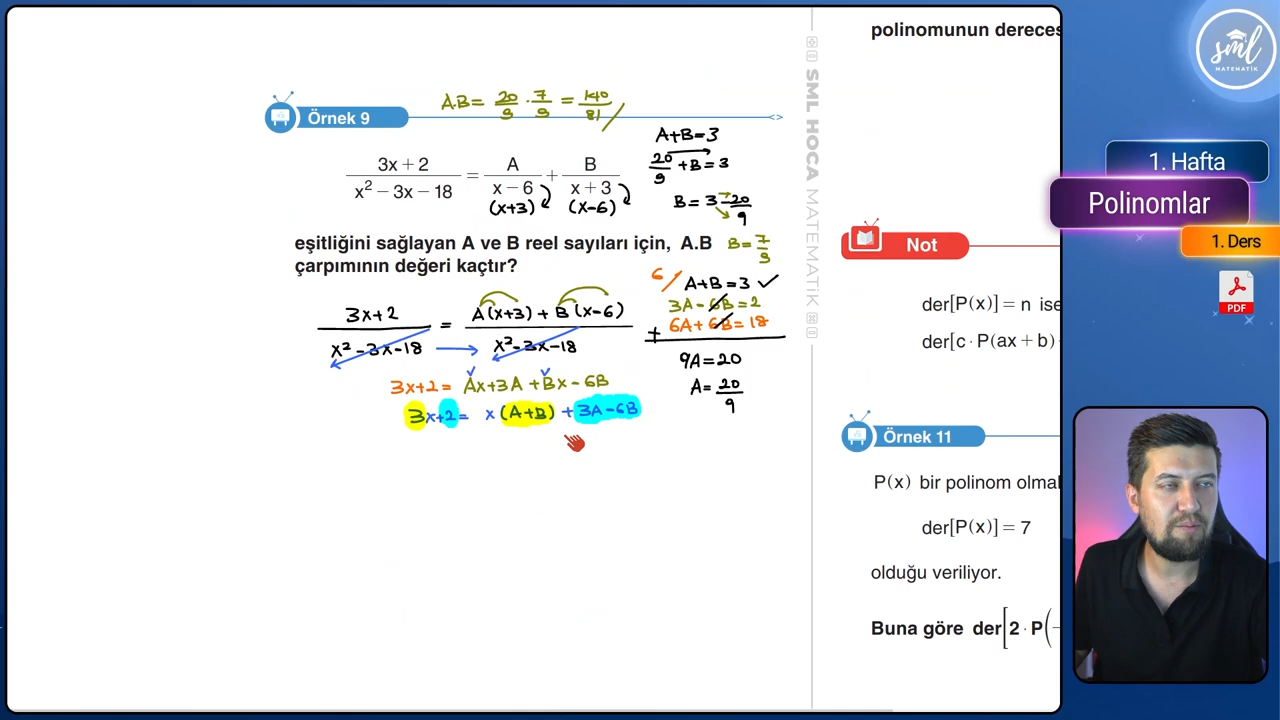 Örnek 9
A.B = 20/9 · 7/9 = 140/81
(3x + 2)/(x² − 3x − 18) = A/(x − 6) + B/(x + 3)
(x+3) (x-6)
eşitliğini sağlayan A ve B reel sayıları için, A.B
çarpımının değeri kaçtır?
(3x+2)/(x²-3x-18) = (A(x+3) + B(x-6))/(x²-3x-18)
3x+2 = Ax+3A +Bx-6B
3x+2 = x (A+B) + 3A-6B
A+B=3
20/9 +B=3
B= 3 - 20/9
B= 7/9
6/ A+B=3 ✓
3A-6B=2
6A+6B=18
+
9A=20
A= 20/9
SML HOCA MATEMATİK
polinomunun dereces
Not
der[P(x)] = n ise
der[c · P(ax + b)
Örnek 11
P(x) bir polinom olmal
der[P(x)] = 7
olduğu veriliyor.
Buna göre der[2 · P(−
sml
MATEMATİK
1. Hafta
Polinomlar
1. Ders
PDF